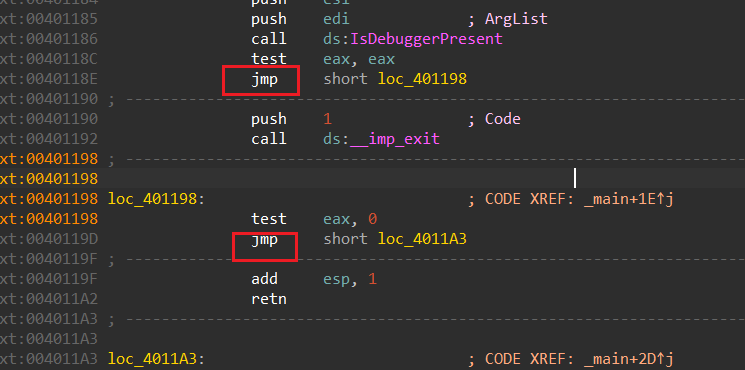 xt:00401184 push esi
xt:00401185 push edi ; ArgList
xt:00401186 call ds:IsDebuggerPresent
xt:0040118C test eax, eax
xt:0040118E jmp short loc_401198
xt:00401190 ; ---------------------------------------------------------------------------
xt:00401190 push 1 ; Code
xt:00401192 call ds:__imp_exit
xt:00401198 ; ---------------------------------------------------------------------------
xt:00401198
xt:00401198 loc_401198: ; CODE XREF: _main+1E↑j
xt:00401198 test eax, 0
xt:0040119D jmp short loc_4011A3
xt:0040119F ; ---------------------------------------------------------------------------
xt:0040119F add esp, 1
xt:004011A2 retn
xt:004011A3 ; ---------------------------------------------------------------------------
xt:004011A3
xt:004011A3 loc_4011A3: ; CODE XREF: _main+2D↑j